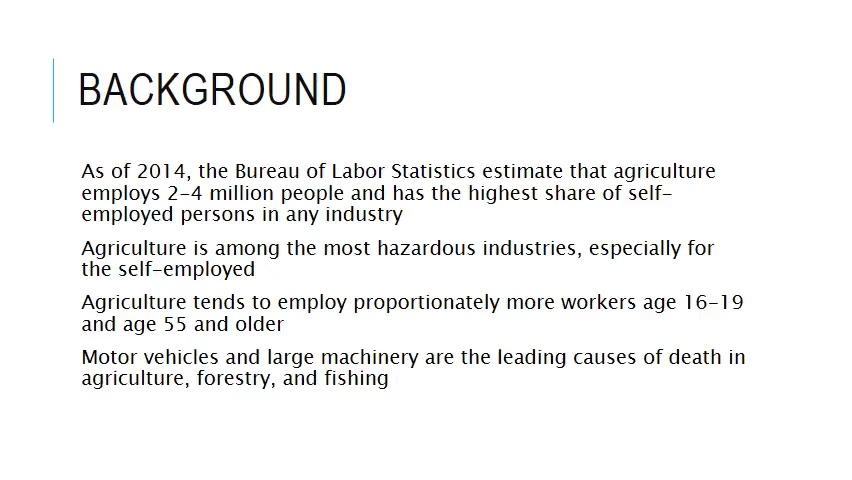 BACKGROUND
As of 2014, the Bureau of Labor Statistics estimate that agriculture
employs 2-4 million people and has the highest share of self-
employed persons in any industry
Agriculture is among the most hazardous industries, especially for
the self-employed
Agriculture tends to employ proportionately more workers age 16-19
and age 55 and older
Motor vehicles and large machinery are the leading causes of death in
agriculture, forestry, and fishing